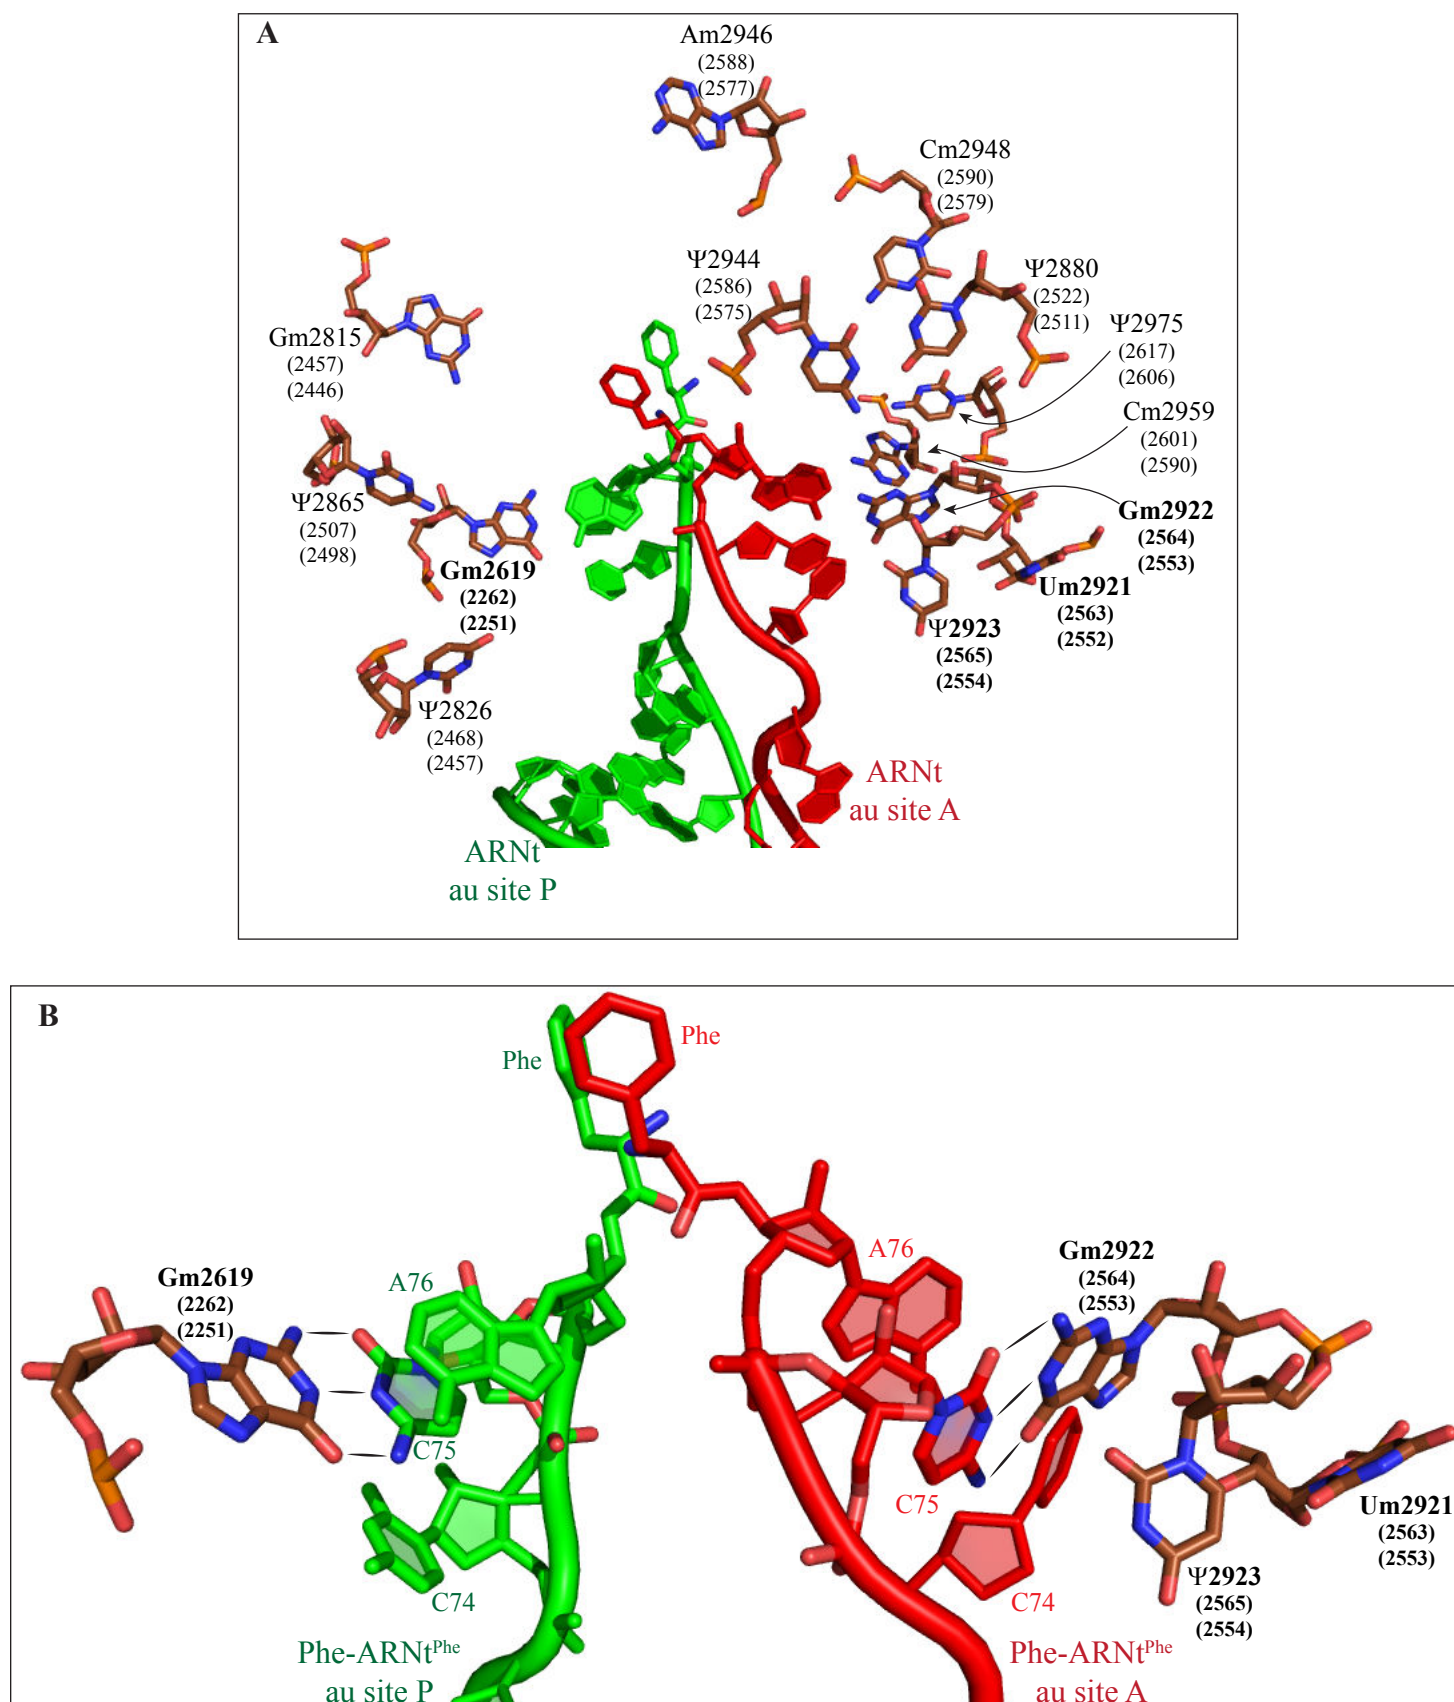 A
Am2946
(2588)
(2577)
Cm2948
(2590)
(2579)
Ψ2944
(2586)
(2575)
Ψ2880
(2522)
(2511)
Ψ2975
(2617)
(2606)
Gm2815
(2457)
(2446)
Cm2959
(2601)
(2590)
Ψ2865
(2507)
(2498)
Gm2922
(2564)
(2553)
Gm2619
(2262)
(2251)
Um2921
(2563)
(2552)
Ψ2923
(2565)
(2554)
Ψ2826
(2468)
(2457)
ARNt
au site A
ARNt
au site P
B
Phe
Phe
A76
Gm2922
(2564)
(2553)
Gm2619
(2262)
(2251)
A76
C75
C75
Um2921
(2563)
(2553)
Ψ2923
(2565)
(2554)
C74
C74
Phe-ARNtPhe
au site P
Phe-ARNtPhe
au site A